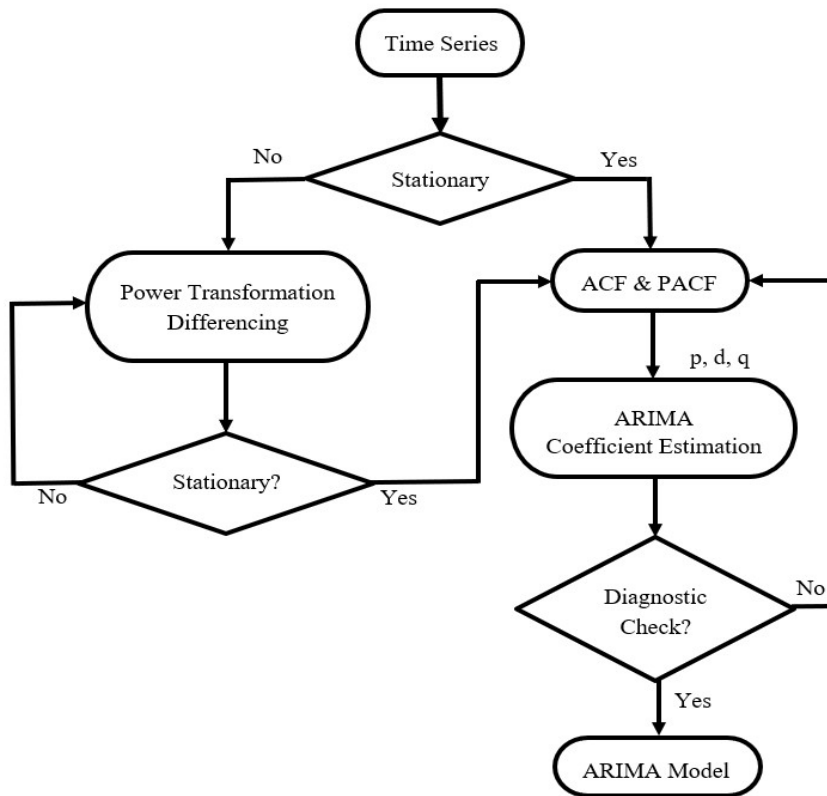 Time Series
No
Yes
Stationary
Power Transformation
Differencing
ACF & PACF
p, d, q
ARIMA
Coefficient Estimation
Stationary?
No
Yes
Diagnostic
Check?
No
Yes
ARIMA Model